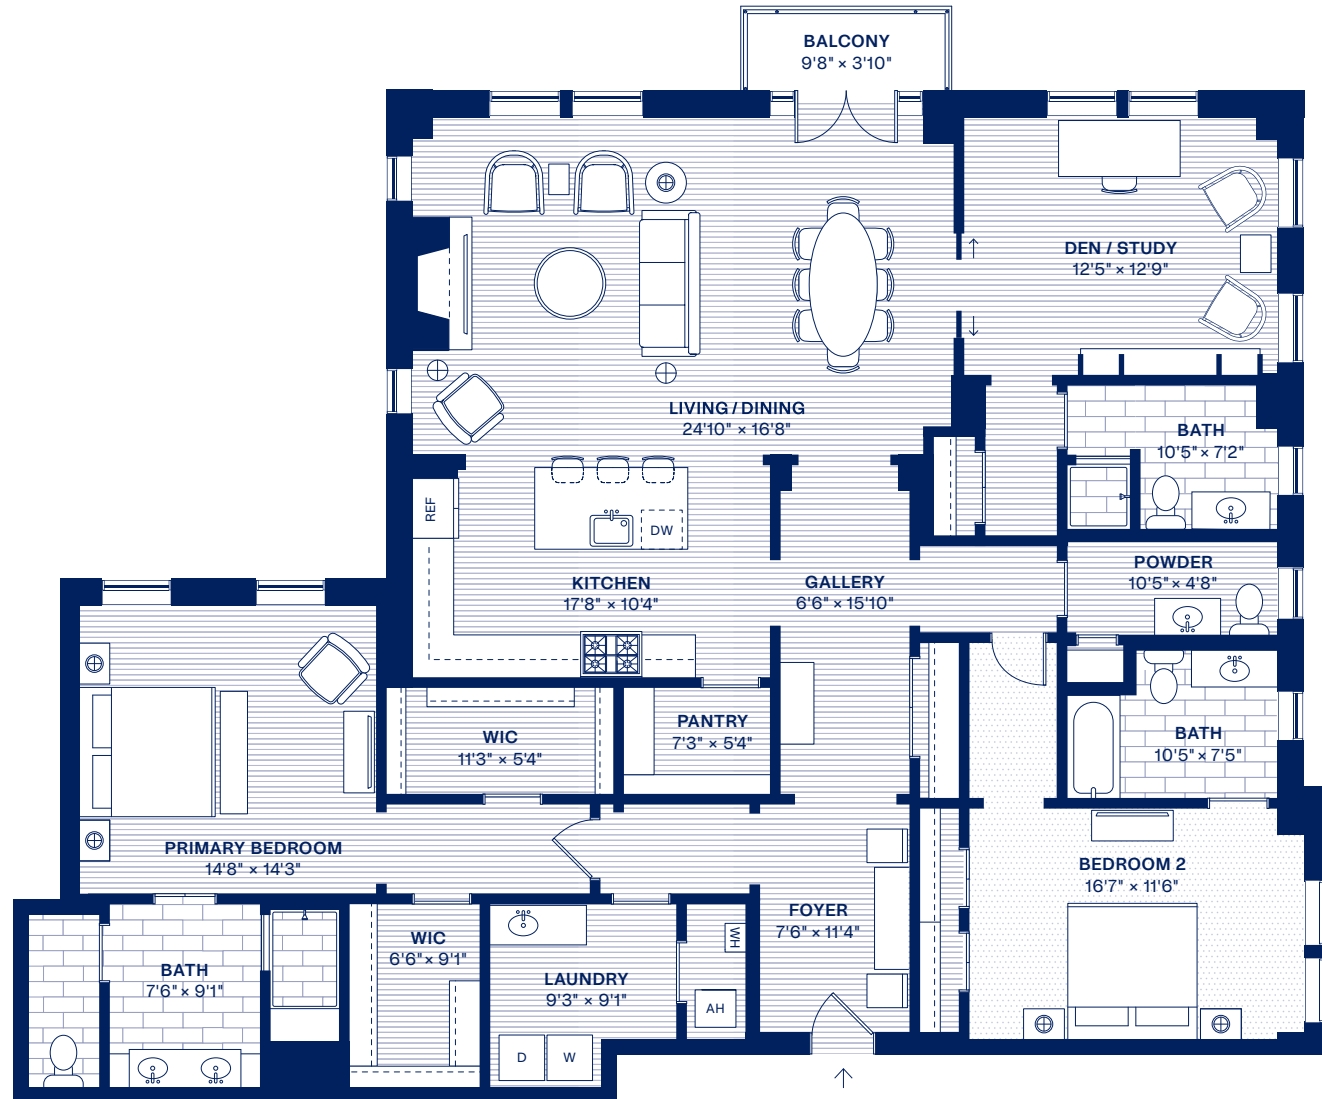 BALCONY
9'8" × 3'10"
DEN / STUDY
12'5" × 12'9"
LIVING / DINING
24'10" × 16'8"
BATH
10'5" × 7'2"
REF
DW
KITCHEN
17'8" × 10'4"
GALLERY
6'6" × 15'10"
POWDER
10'5" × 4'8"
WIC
11'3" × 5'4"
PANTRY
7'3" × 5'4"
BATH
10'5" × 7'5"
PRIMARY BEDROOM
14'8" × 14'3"
BEDROOM 2
16'7" × 11'6"
FOYER
7'6" × 11'4"
WIC
6'6" × 9'1"
WH
BATH
7'6" × 9'1"
LAUNDRY
9'3" × 9'1"
AH
D
W